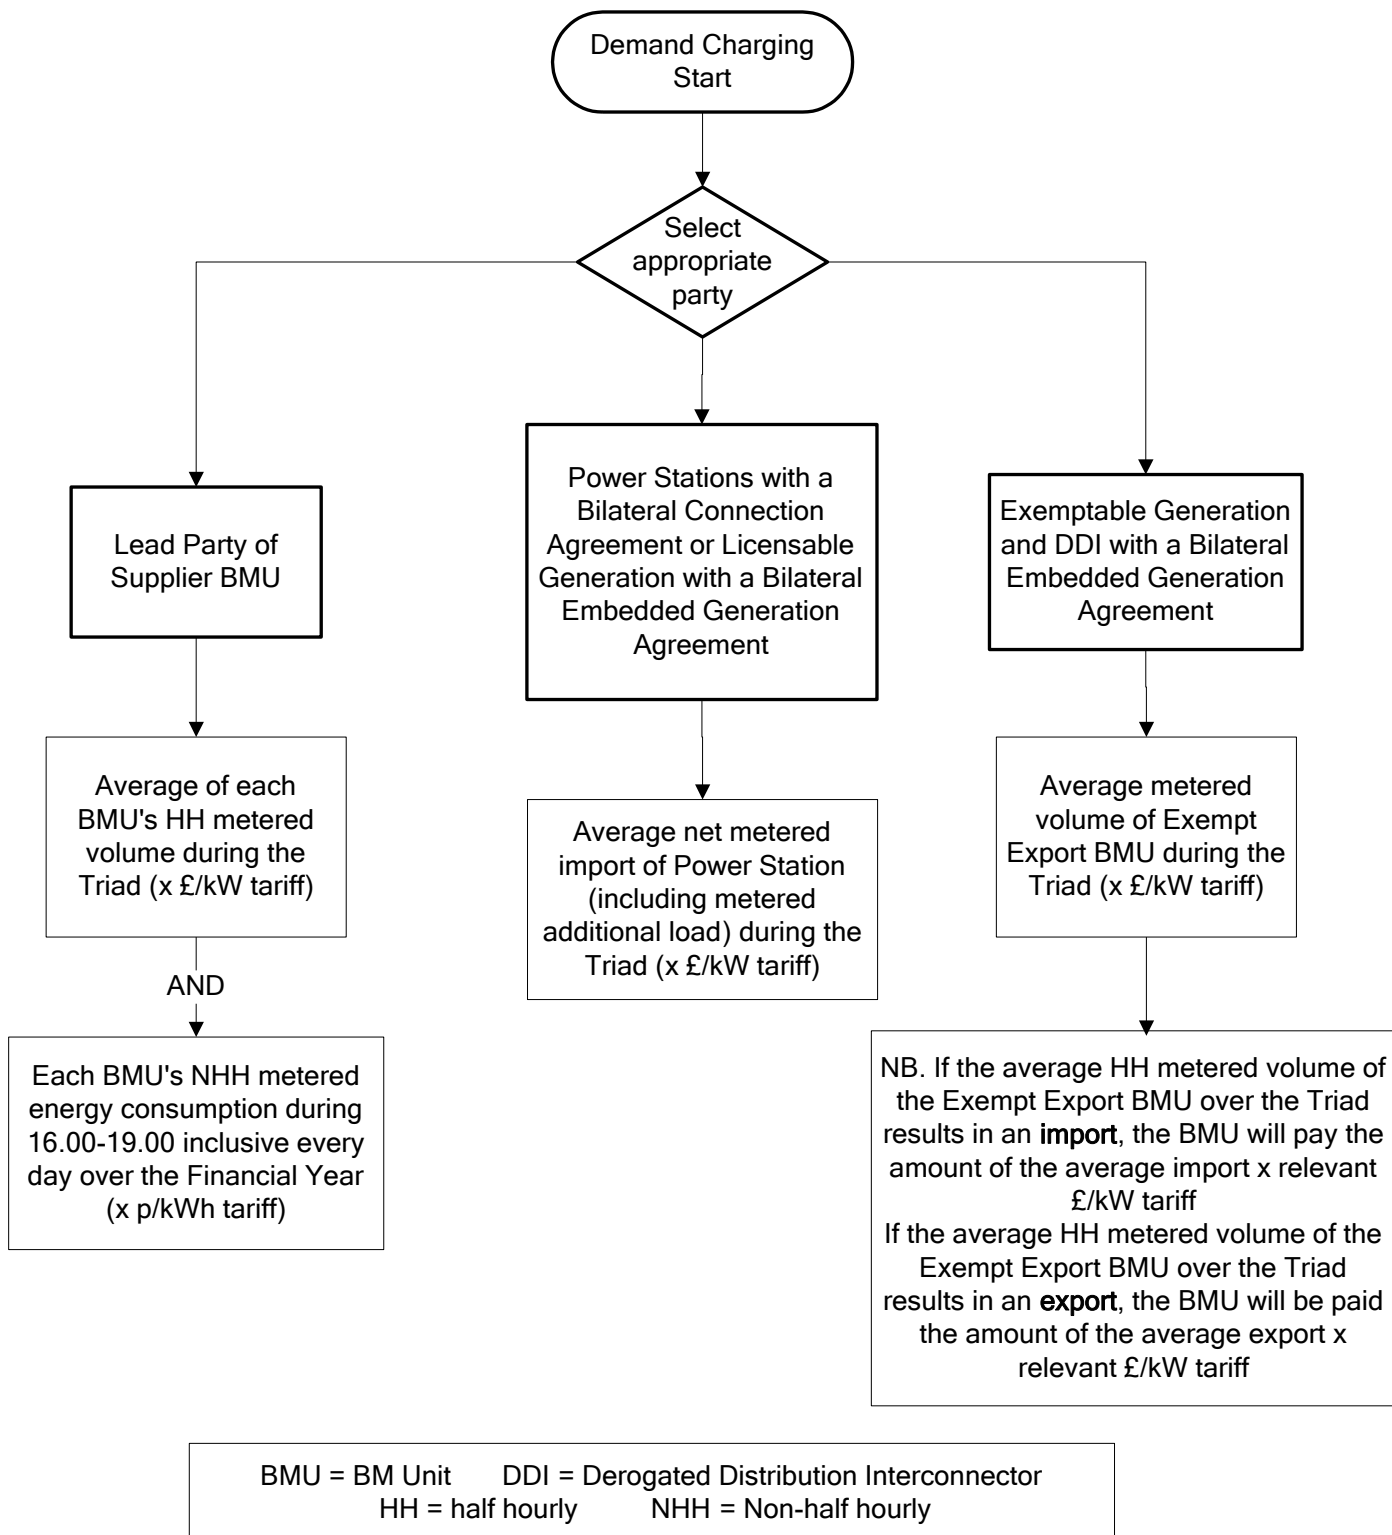 Demand Charging
Start
Select
appropriate
party
Lead Party of
Supplier BMU
Power Stations with a
Bilateral Connection
Agreement or Licensable
Generation with a Bilateral
Embedded Generation
Agreement
Exemptable Generation
and DDI with a Bilateral
Embedded Generation
Agreement
Average of each
BMU's HH metered
volume during the
Triad (x £/kW tariff)
AND
Each BMU's NHH metered
energy consumption during
16.00-19.00 inclusive every
day over the Financial Year
(x p/kWh tariff)
Average net metered
import of Power Station
(including metered
additional load) during the
Triad (x £/kW tariff)
Average metered
volume of Exempt
Export BMU during the
Triad (x £/kW tariff)
NB. If the average HH metered volume of
the Exempt Export BMU over the Triad
results in an import, the BMU will pay the
amount of the average import x relevant
£/kW tariff
If the average HH metered volume of the
Exempt Export BMU over the Triad
results in an export, the BMU will be paid
the amount of the average export x
relevant £/kW tariff
BMU = BM Unit DDI = Derogated Distribution Interconnector
HH = half hourly NHH = Non-half hourly